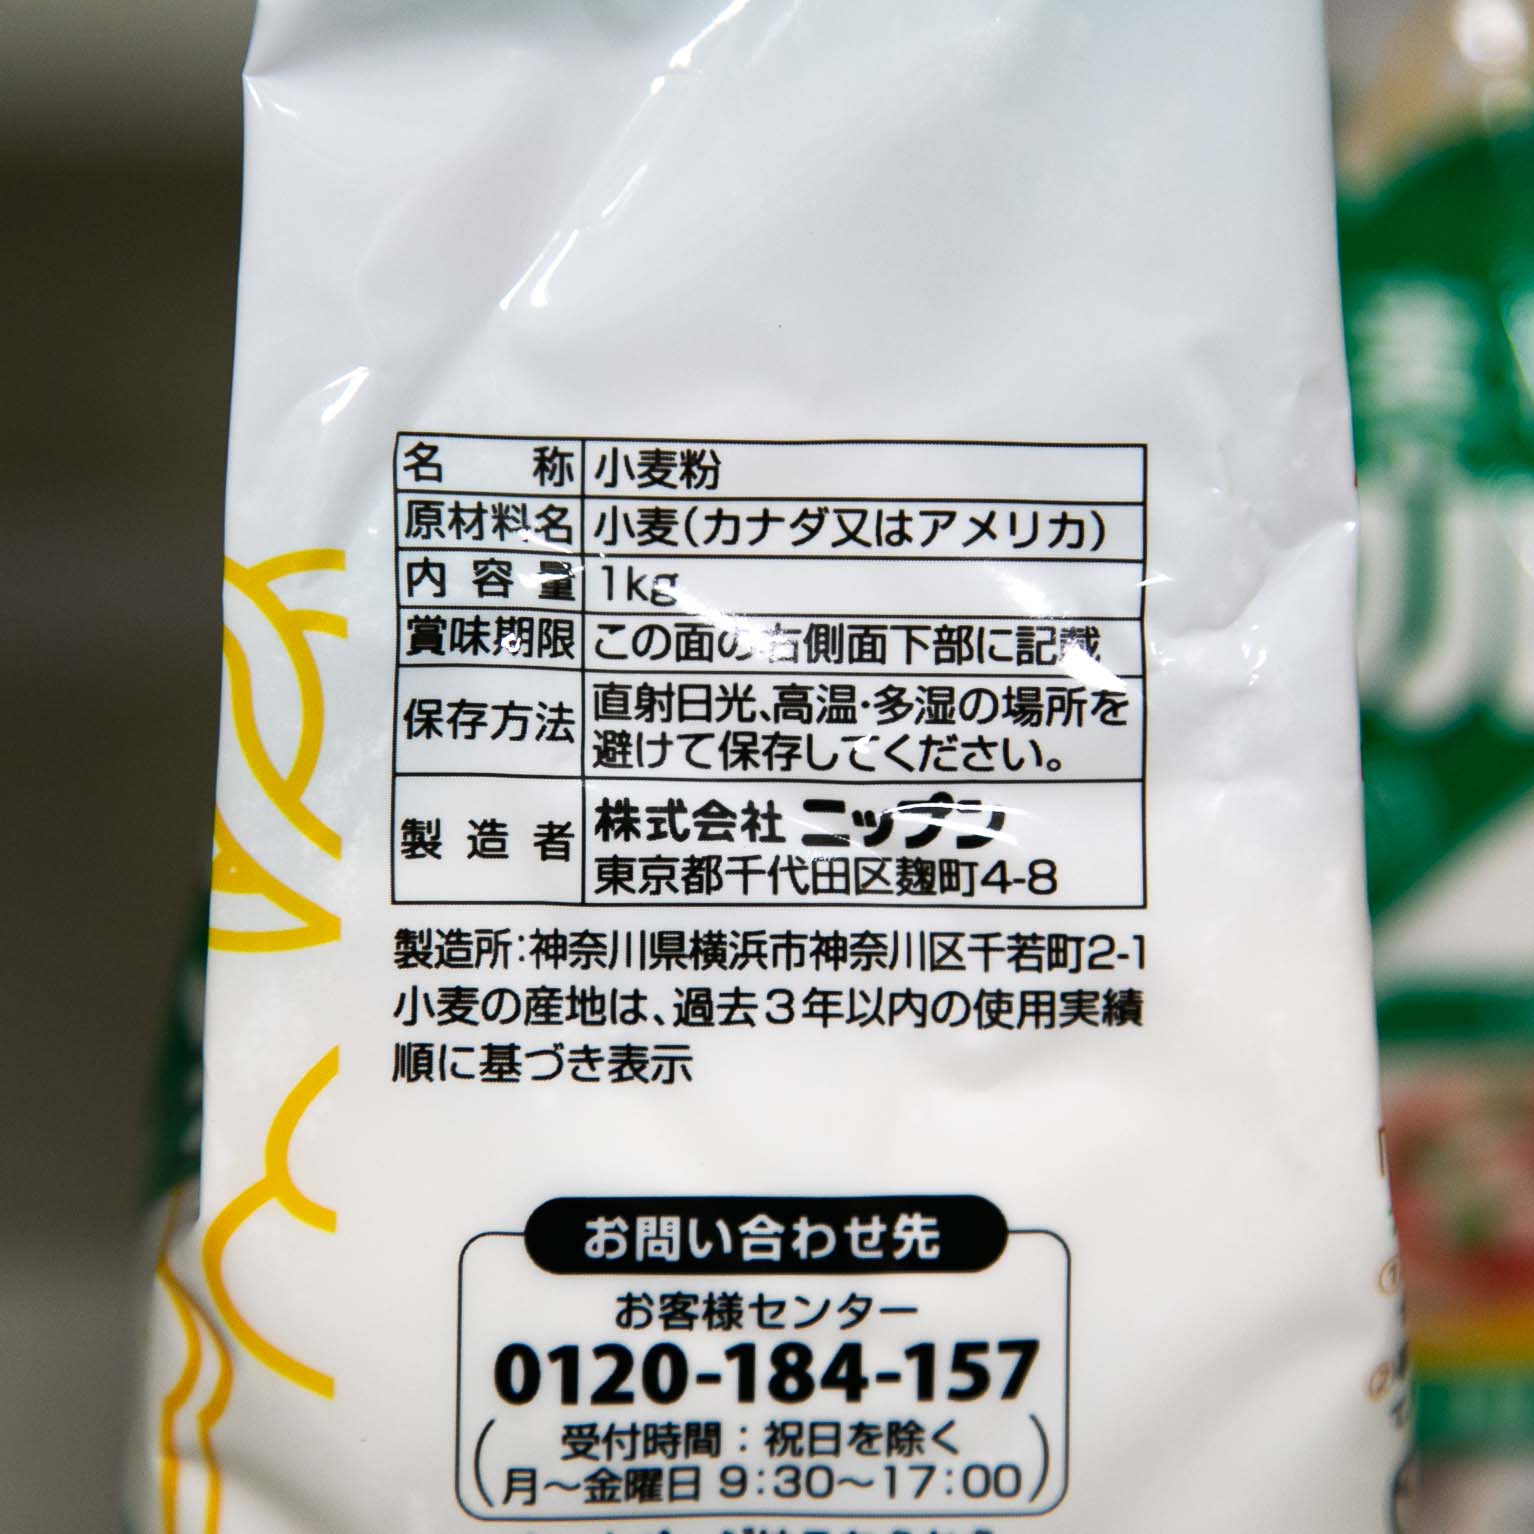 名称 小麦粉
原材料名 小麦(カナダ又はアメリカ)
内容量 1kg
賞味期限 この面の右側面下部に記載
保存方法 直射日光、高温・多湿の場所を
避けて保存してください。
製造者 株式会社 ニップン
東京都千代田区麹町4-8
製造所:神奈川県横浜市神奈川区千若町2-1
小麦の産地は、過去3年以内の使用実績
順に基づき表示
お問い合わせ先
お客様センター
0120-184-157
(受付時間:祝日を除く
月〜金曜日 9:30〜17:00)